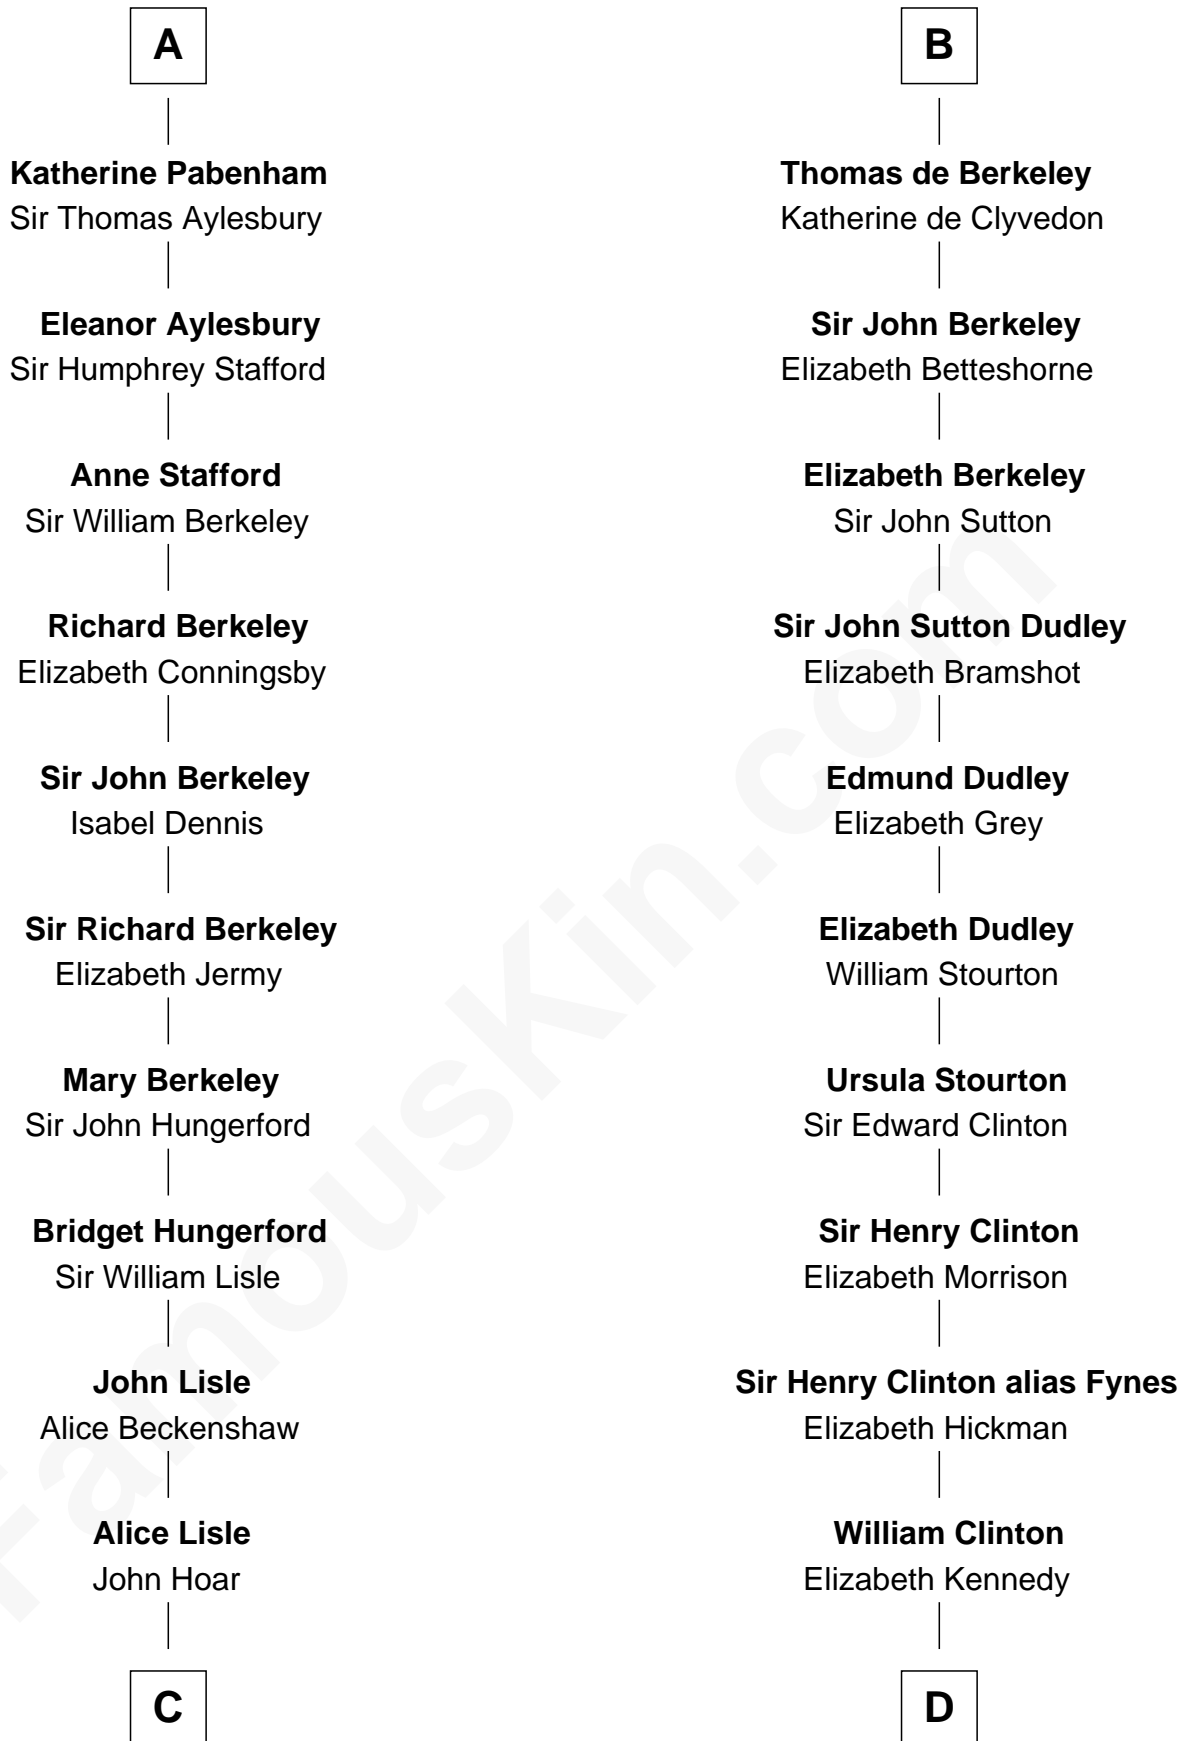 A
Katherine Pabenham
Sir Thomas Aylesbury
Eleanor Aylesbury
Sir Humphrey Stafford
Anne Stafford
Sir William Berkeley
Richard Berkeley
Elizabeth Conningsby
Sir John Berkeley
Isabel Dennis
Sir Richard Berkeley
Elizabeth Jermy
Mary Berkeley
Sir John Hungerford
Bridget Hungerford
Sir William Lisle
John Lisle
Alice Beckenshaw
Alice Lisle
John Hoar
C
B
Thomas de Berkeley
Katherine de Clyvedon
Sir John Berkeley
Elizabeth Betteshorne
Elizabeth Berkeley
Sir John Sutton
Sir John Sutton Dudley
Elizabeth Bramshot
Edmund Dudley
Elizabeth Grey
Elizabeth Dudley
William Stourton
Ursula Stourton
Sir Edward Clinton
Sir Henry Clinton
Elizabeth Morrison
Sir Henry Clinton alias Fynes
Elizabeth Hickman
William Clinton
Elizabeth Kennedy
D
FamousKin.com